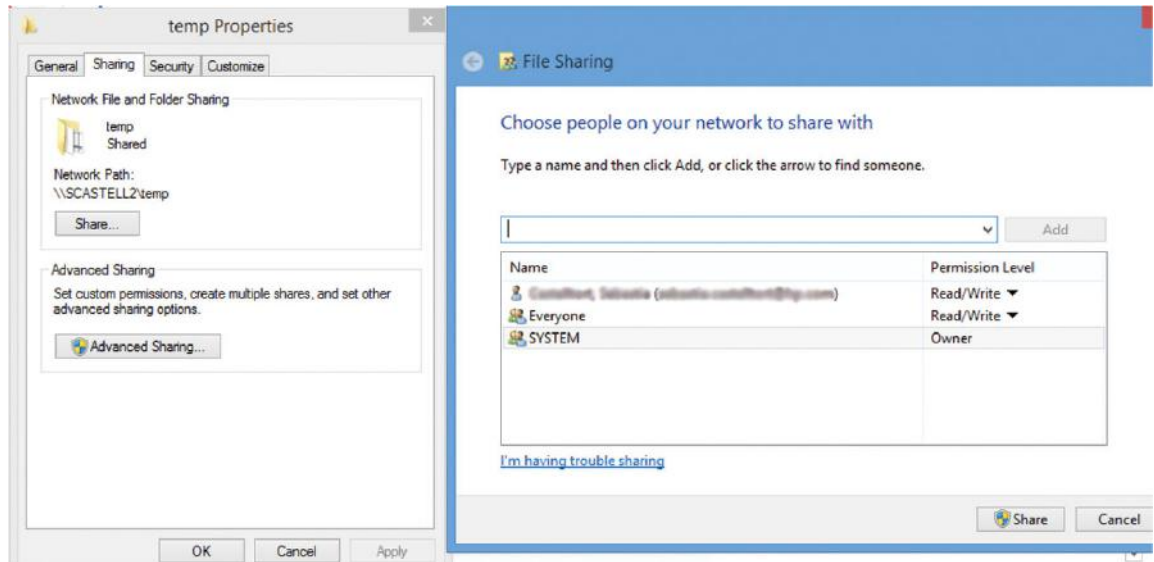 temp Properties
General Sharing Security Customize
Network File and Folder Sharing
temp
Shared
Network Path:
\\SCASTELL2\temp
Share...
Advanced Sharing
Set custom permissions, create multiple shares, and set other
advanced sharing options.
Advanced Sharing...
OK Cancel Apply
File Sharing
Choose people on your network to share with
Type a name and then click Add, or click the arrow to find someone.
Add
Name Permission Level
Read/Write
Everyone Read/Write
SYSTEM Owner
I'm having trouble sharing
Share Cancel